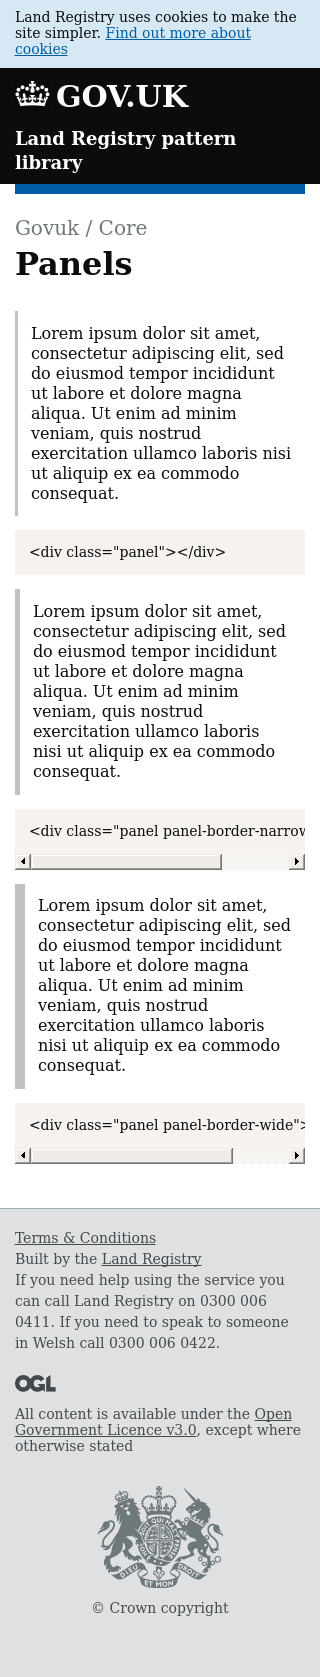 Land Registry uses cookies to make the
site simpler. Find out more about
cookies
GOV.UK
Land Registry pattern
library
Govuk / Core
Panels
Lorem ipsum dolor sit amet,
consectetur adipiscing elit, sed
do eiusmod tempor incididunt
ut labore et dolore magna
aliqua. Ut enim ad minim
veniam, quis nostrud
exercitation ullamco laboris nisi
ut aliquip ex ea commodo
consequat.
<div class="panel"></div>
Lorem ipsum dolor sit amet,
consectetur adipiscing elit, sed
do eiusmod tempor incididunt
ut labore et dolore magna
aliqua. Ut enim ad minim
veniam, quis nostrud
exercitation ullamco laboris
nisi ut aliquip ex ea commodo
consequat.
<div class="panel panel-border-narrow
Lorem ipsum dolor sit amet,
consectetur adipiscing elit, sed
do eiusmod tempor incididunt
ut labore et dolore magna
aliqua. Ut enim ad minim
veniam, quis nostrud
exercitation ullamco laboris
nisi ut aliquip ex ea commodo
consequat.
<div class="panel panel-border-wide">
Terms & Conditions
Built by the Land Registry
If you need help using the service you
can call Land Registry on 0300 006
0411. If you need to speak to someone
in Welsh call 0300 006 0422.
OGL
All content is available under the Open
Government Licence v3.0, except where
otherwise stated
DIEU ET MON DROIT
© Crown copyright